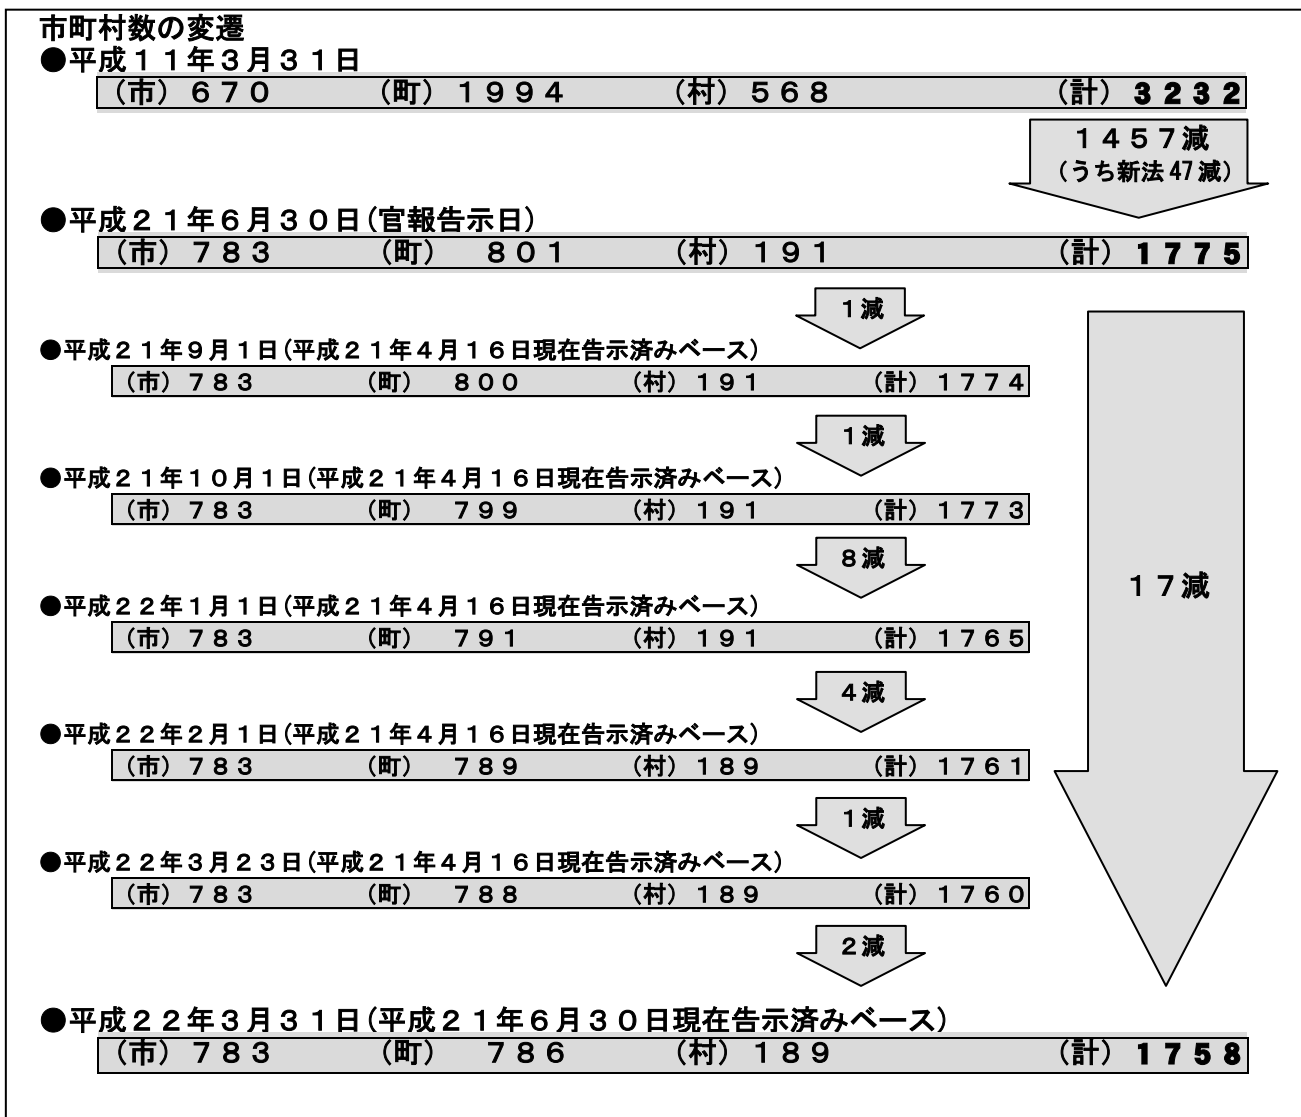 市町村数の変遷
●平成１１年３月３１日
（市）６７０　（町）１９９４　（村）５６８　（計）３２３２
１４５７減
（うち新法47減）
●平成２１年６月３０日(官報告示日)
（市）７８３　（町）　８０１　（村）１９１　（計）１７７５
１減
●平成２１年９月１日(平成２１年４月１６日現在告示済みベース)
（市）７８３　（町）　８００　（村）１９１　（計）１７７４
１減
●平成２１年１０月１日(平成２１年４月１６日現在告示済みベース)
（市）７８３　（町）　７９９　（村）１９１　（計）１７７３
８減
●平成２２年１月１日(平成２１年４月１６日現在告示済みベース)
（市）７８３　（町）　７９１　（村）１９１　（計）１７６５
４減
●平成２２年２月１日(平成２１年４月１６日現在告示済みベース)
（市）７８３　（町）　７８９　（村）１８９　（計）１７６１
１減
●平成２２年３月２３日(平成２１年４月１６日現在告示済みベース)
（市）７８３　（町）　７８８　（村）１８９　（計）１７６０
２減
１７減
●平成２２年３月３１日(平成２１年６月３０日現在告示済みベース)
（市）７８３　（町）　７８６　（村）１８９　（計）１７５８